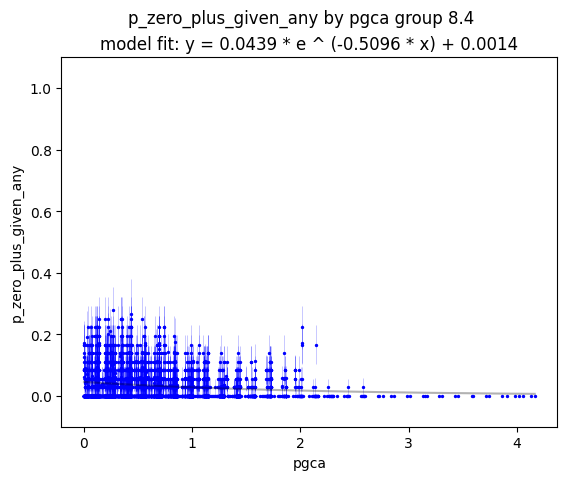 p_zero_plus_given_any by pgca group 8.4
model fit: y = 0.0439 * e ^ (-0.5096 * x) + 0.0014
1.0
0.8
0.6
0.4
0.2
0.0
p_zero_plus_given_any
0 1 2 3 4
pgca